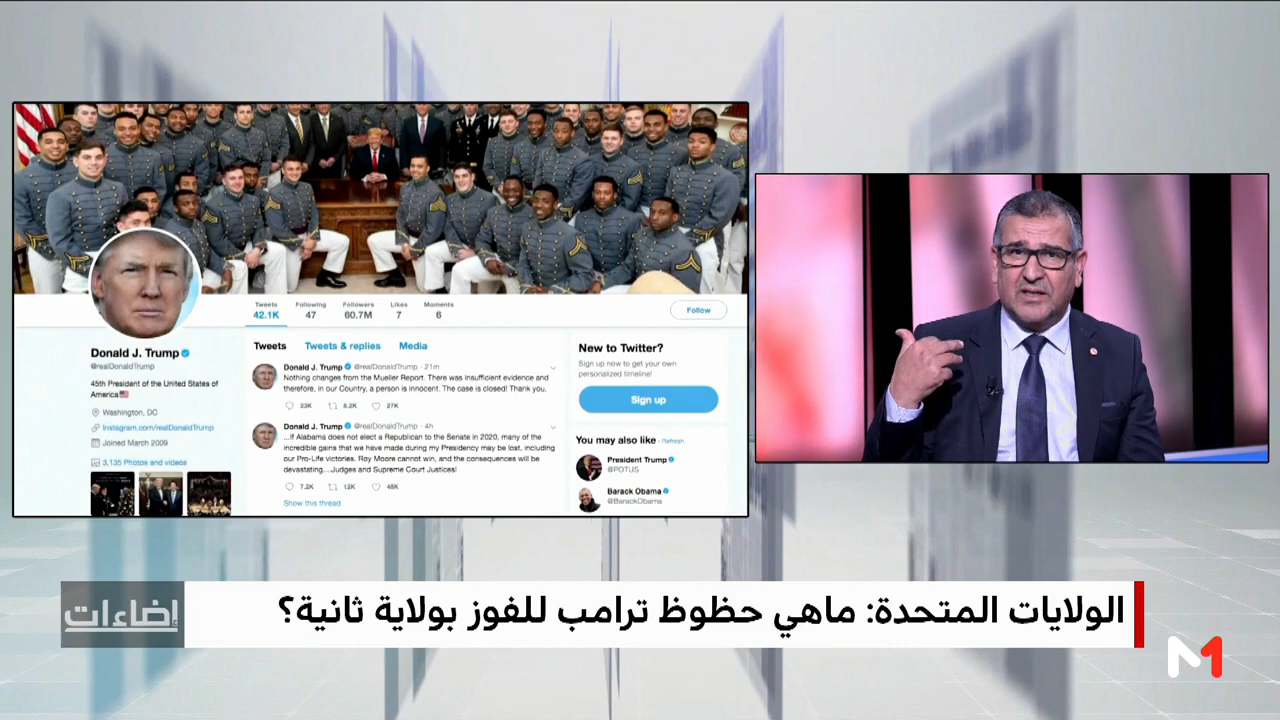 Tweets
42.1K
Following
47
Followers
60.7M
Likes
7
Moments
6
Follow
Donald J. Trump
@realDonaldTrump
45th President of the United States of
America
Washington, DC
Instagram.com/realDonaldTrump
Joined March 2009
3,135 Photos and videos
Tweets Tweets & replies Media
Donald J. Trump @realDonaldTrump · 21m
Nothing changes from the Mueller Report. There was insufficient evidence and
therefore, in our Country, a person is innocent. The case is closed! Thank you.
23K 8.2K 27K
Donald J. Trump @realDonaldTrump · 4h
...If Alabama does not elect a Republican to the Senate in 2020, many of the
incredible gains that we have made during my Presidency may be lost, including
our Pro-Life victories. Roy Moore cannot win, and the consequences will be
devastating....Judges and Supreme Court Justices!
7.2K 12K 48K
Show this thread
New to Twitter?
Sign up now to get your own
personalized timeline!
Sign up
You may also like · Refresh
President Trump
@POTUS
Barack Obama
@BarackObama
الولايات المتحدة: ماهي حظوظ ترامب للفوز بولاية ثانية؟
إضاءات
M1